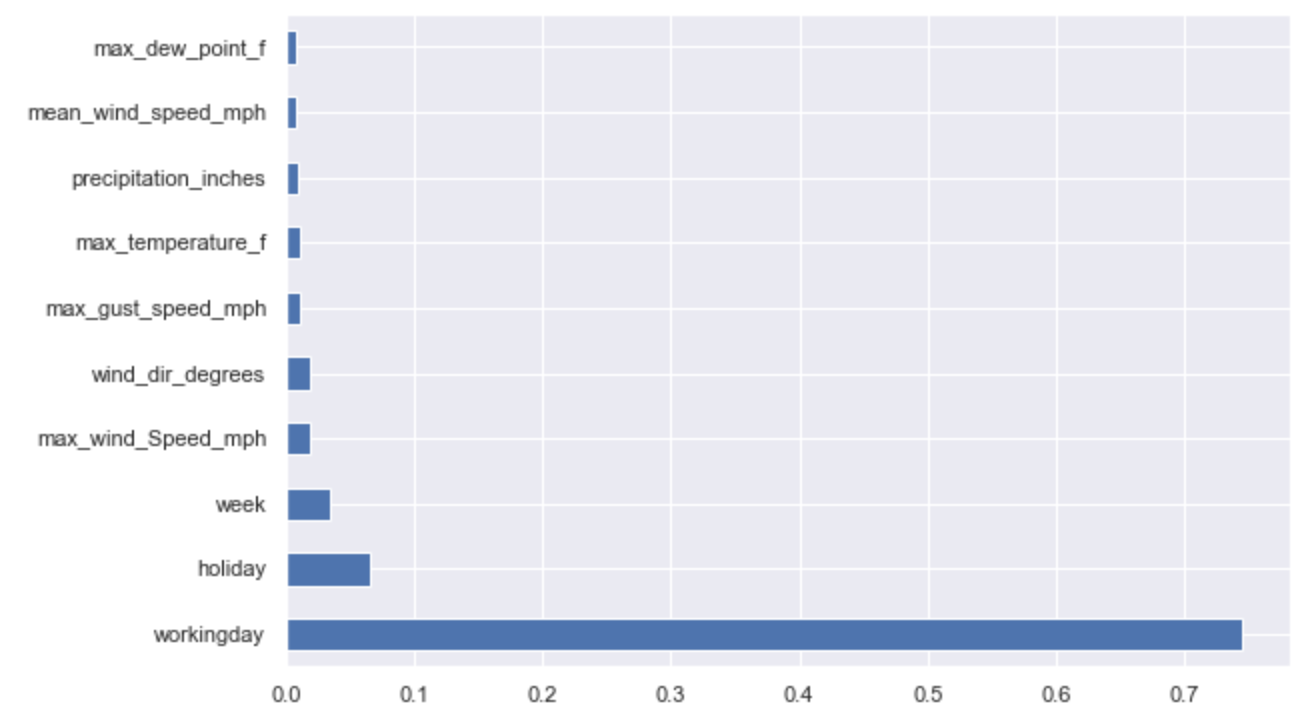 max_dew_point_f
mean_wind_speed_mph
precipitation_inches
max_temperature_f
max_gust_speed_mph
wind_dir_degrees
max_wind_Speed_mph
week
holiday
workingday
0.0 0.1 0.2 0.3 0.4 0.5 0.6 0.7